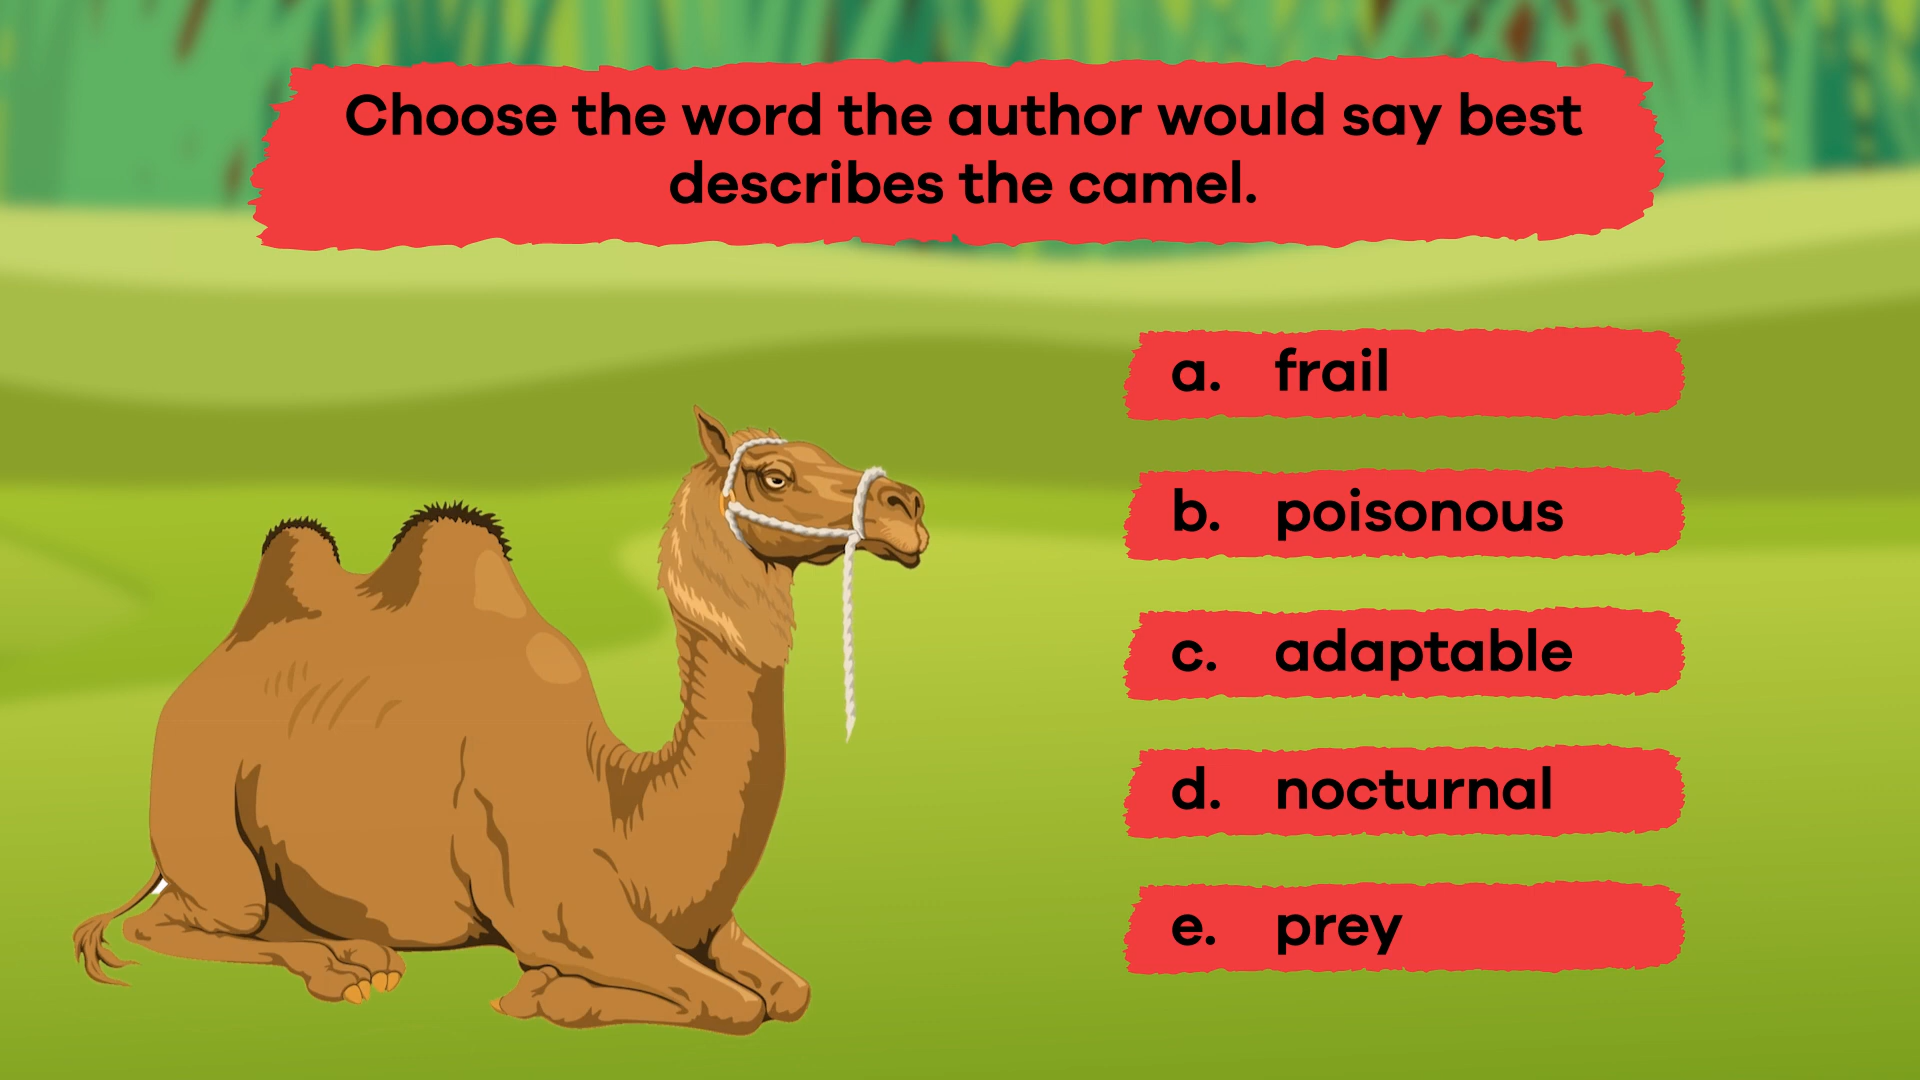 Choose the word the author would say best
describes the camel.
a. frail
b. poisonous
c. adaptable
d. nocturnal
e. prey